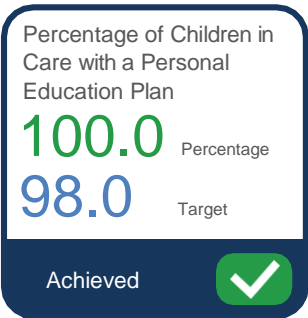 Percentage of Children in
Care with a Personal
Education Plan
100.0 Percentage
98.0 Target
Achieved